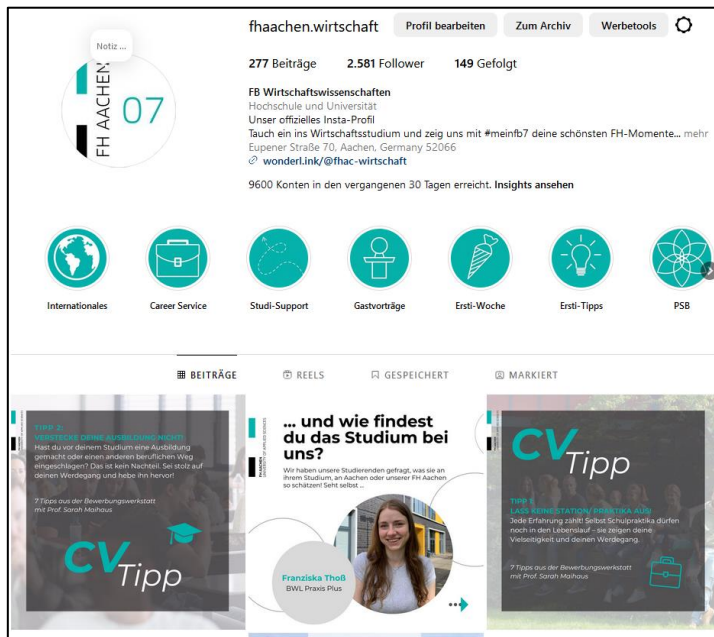 Notiz ...
FH AACHEN
07
fhaachen.wirtschaft
Profil bearbeiten
Zum Archiv
Werbetools
277 Beiträge 2.581 Follower 149 Gefolgt
FB Wirtschaftswissenschaften
Hochschule und Universität
Unser offizielles Insta-Profil
Tauch ein ins Wirtschaftsstudium und zeig uns mit #meinfb7 deine schönsten FH-Momente... mehr
Eupener Straße 70, Aachen, Germany 52066
wonderl.ink/@fhac-wirtschaft
9600 Konten in den vergangenen 30 Tagen erreicht. Insights ansehen
Internationales
Career Service
Studi-Support
Gastvorträge
Ersti-Woche
Ersti-Tipps
PSB
BEITRÄGE
REELS
GESPEICHERT
MARKIERT
TIPP 2:
VERSTECKE DEINE AUSBILDUNG NICHT!
Hast du vor deinem Studium eine Ausbildung
gemacht oder einen anderen beruflichen Weg
eingeschlagen? Das ist kein Nachteil. Sei stolz auf
deinen Werdegang und hebe ihn hervor!
7 Tipps aus der Bewerbungswerkstatt
mit Prof. Sarah Maihaus
CV
Tipp
FH AACHEN
UNIVERSITY OF APPLIED SCIENCES
... und wie findest
du das Studium bei
uns?
Wir haben unsere Studierenden gefragt, was sie an
ihrem Studium, an Aachen oder unserer FH Aachen
so schätzen! Seht selbst ...
Franziska Thoß
BWL Praxis Plus
CV
Tipp
TIPP 1:
LASS KEINE STATION/ PRAKTIKA AUS!
Jede Erfahrung zählt! Selbst Schulpraktika dürfen
noch in den Lebenslauf – sie zeigen deine
Vielseitigkeit und deinen Werdegang.
7 Tipps aus der Bewerbungswerkstatt
mit Prof. Sarah Maihaus